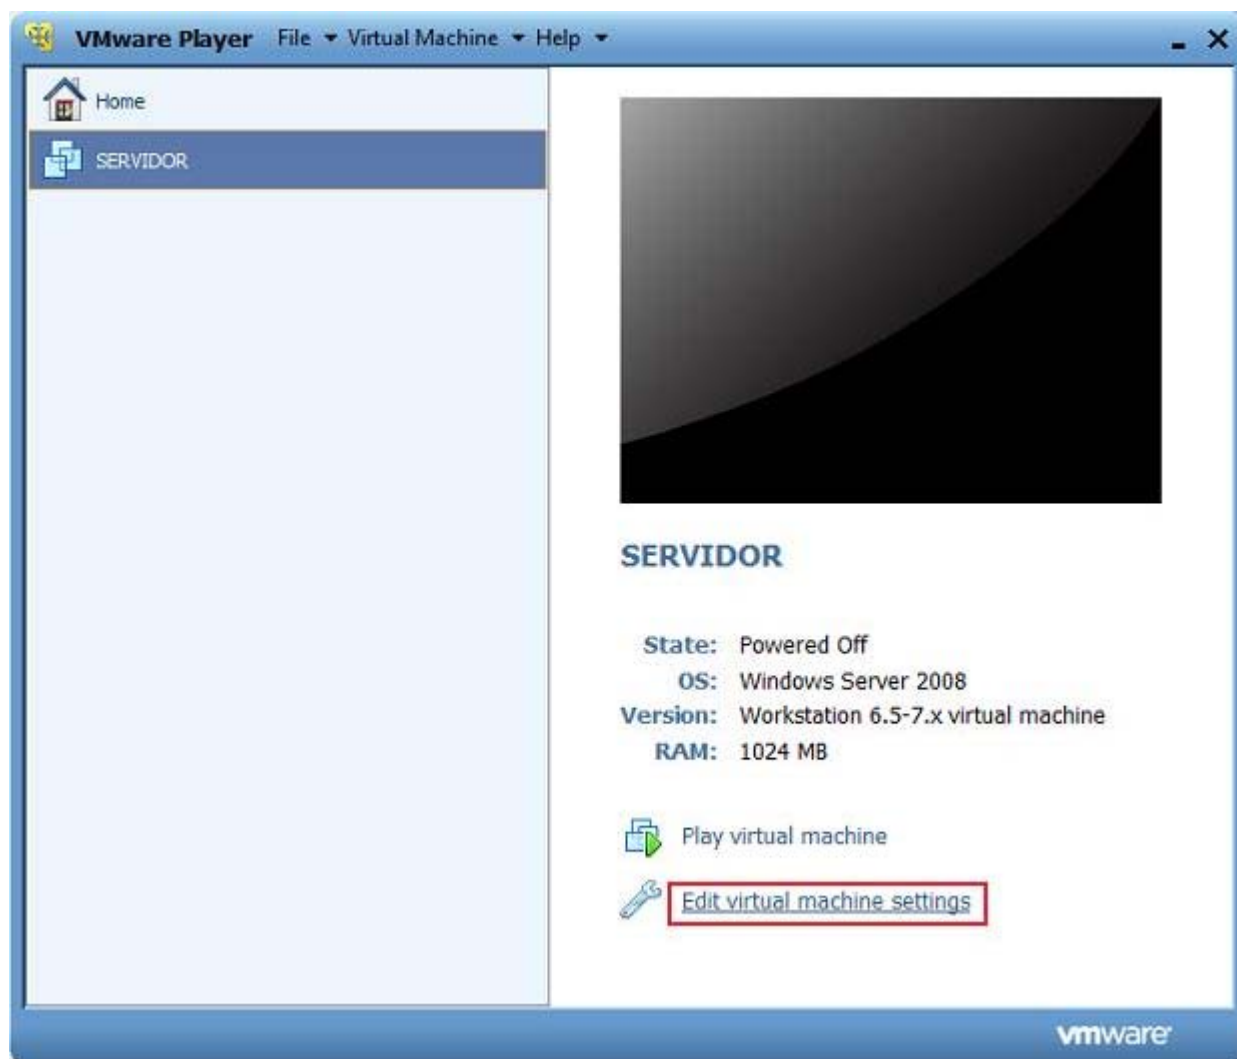 VMware Player File Virtual Machine Help
Home
SERVIDOR
SERVIDOR
State: Powered Off
OS: Windows Server 2008
Version: Workstation 6.5-7.x virtual machine
RAM: 1024 MB
Play virtual machine
Edit virtual machine settings
vmware